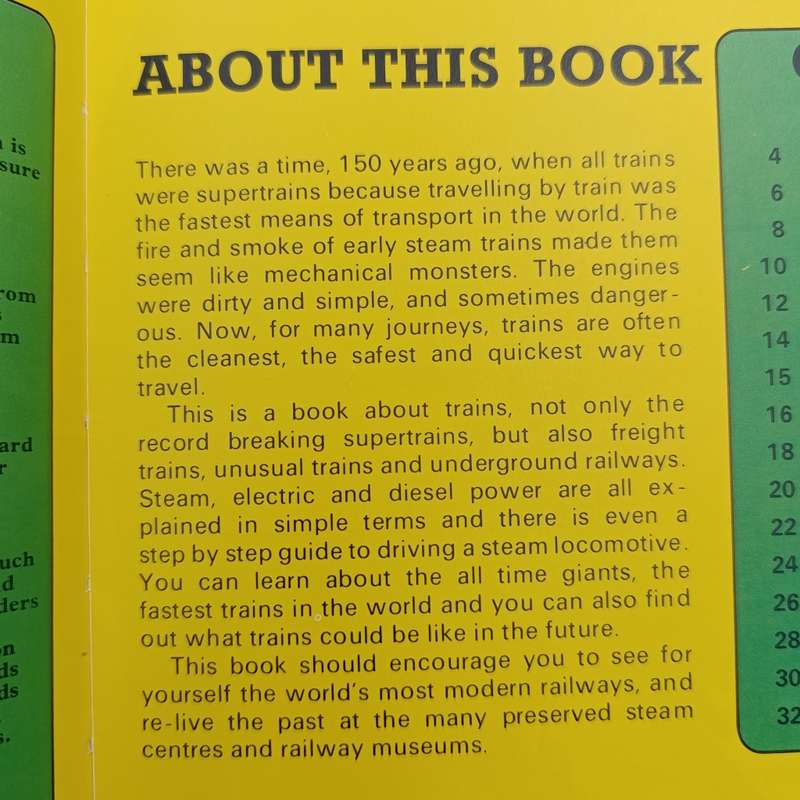 ABOUT THIS BOOK
There was a time, 150 years ago, when all trains
were supertrains because travelling by train was
the fastest means of transport in the world. The
fire and smoke of early steam trains made them
seem like mechanical monsters. The engines
were dirty and simple, and sometimes danger-
ous. Now, for many journeys, trains are often
the cleanest, the safest and quickest way to
travel.
This is a book about trains, not only the
record breaking supertrains, but also freight
trains, unusual trains and underground railways.
Steam, electric and diesel power are all ex-
plained in simple terms and there is even a
step by step guide to driving a steam locomotive.
You can learn about the all time giants, the
fastest trains in the world and you can also find
out what trains could be like in the future.
This book should encourage you to see for
yourself the world's most modern railways, and
re-live the past at the many preserved steam
centres and railway museums.
is
4
6
8
10
12
14
15
16
18
20
22
24
26
28
30
32